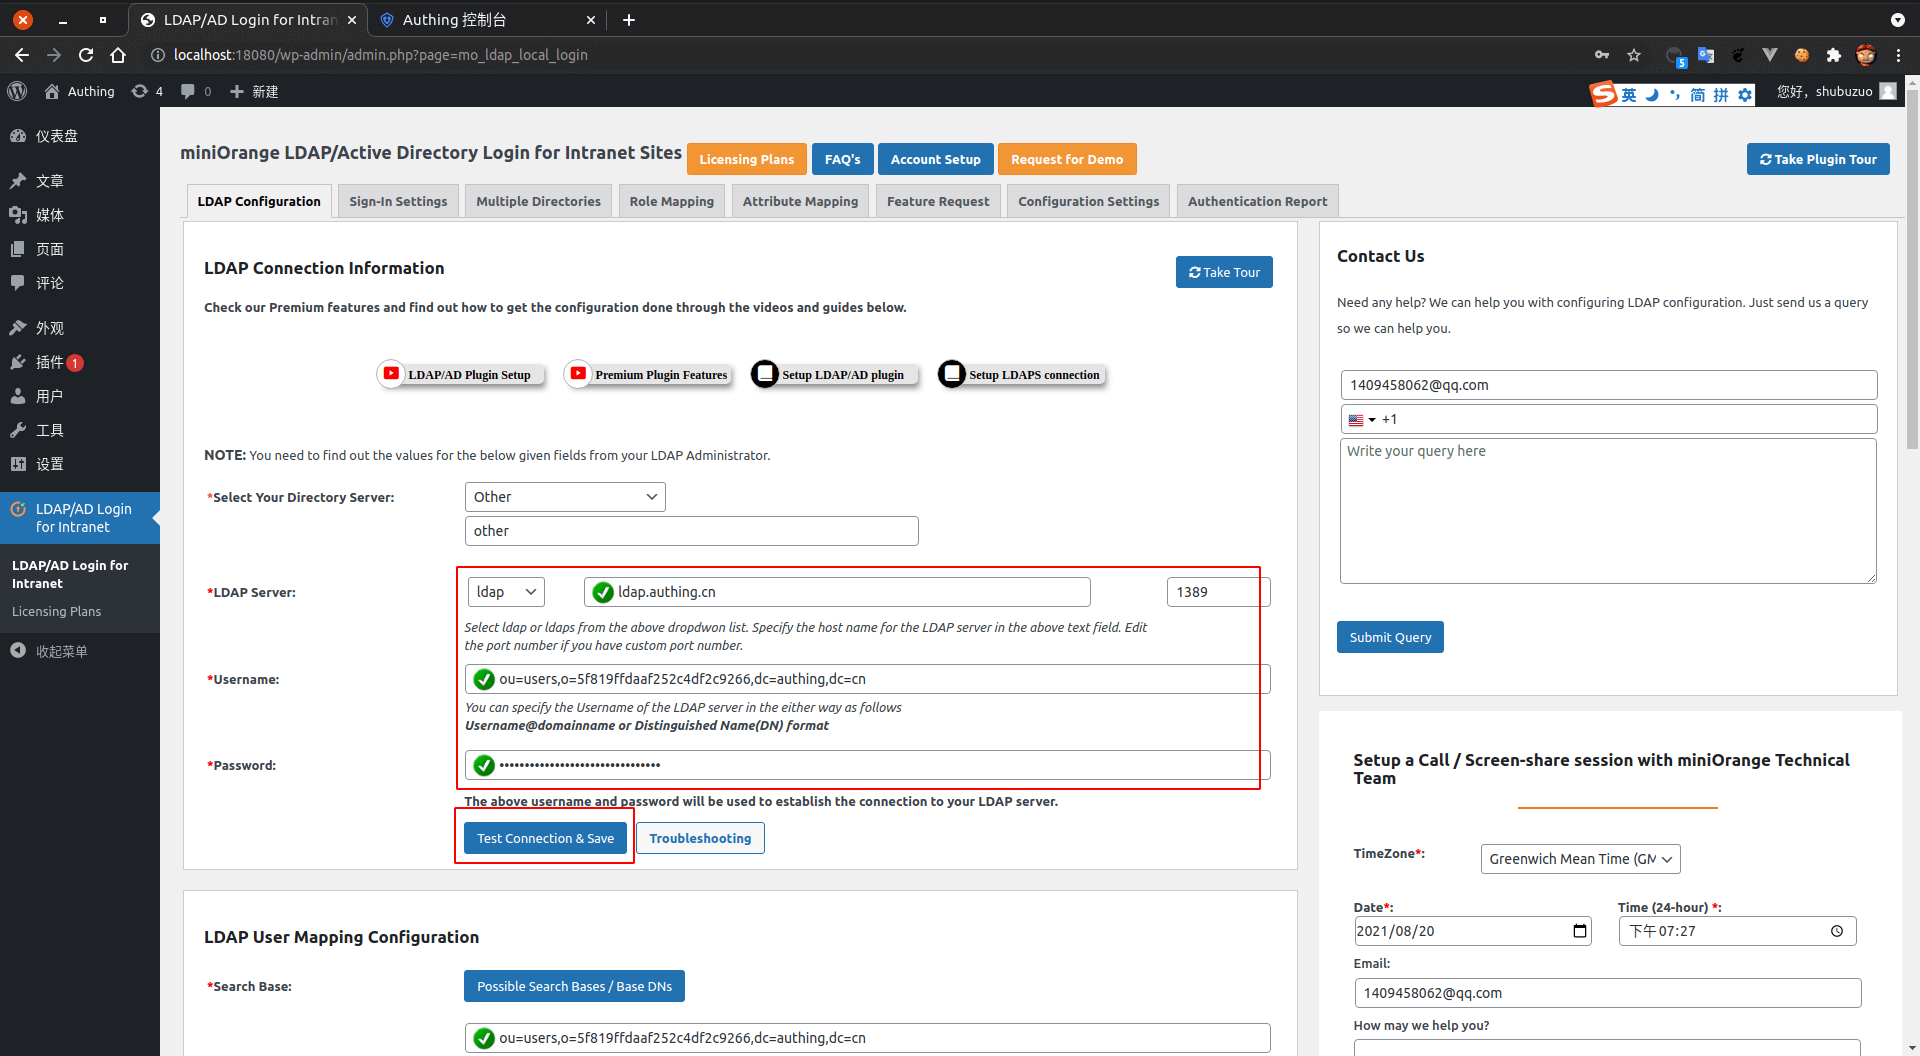 LDAP/AD Login for Intran
Authing 控制台
localhost:18080/wp-admin/admin.php?page=mo_ldap_local_login
5
Authing
4
0
新建
英
简
拼
您好，shubuzuo
仪表盘
文章
媒体
页面
评论
外观
插件 1
用户
工具
设置
LDAP/AD Login
for Intranet
LDAP/AD Login for
Intranet
Licensing Plans
收起菜单
miniOrange LDAP/Active Directory Login for Intranet Sites
Licensing Plans
FAQ's
Account Setup
Request for Demo
Take Plugin Tour
LDAP Configuration
Sign-In Settings
Multiple Directories
Role Mapping
Attribute Mapping
Feature Request
Configuration Settings
Authentication Report
LDAP Connection Information
Take Tour
Check our Premium features and find out how to get the configuration done through the videos and guides below.
LDAP/AD Plugin Setup
Premium Plugin Features
Setup LDAP/AD plugin
Setup LDAPS connection
NOTE: You need to find out the values for the below given fields from your LDAP Administrator.
*Select Your Directory Server:
Other
other
*LDAP Server:
ldap
ldap.authing.cn
1389
Select ldap or ldaps from the above dropdwon list. Specify the host name for the LDAP server in the above text field. Edit
the port number if you have custom port number.
*Username:
ou=users,o=5f819ffdaaf252c4df2c9266,dc=authing,dc=cn
You can specify the Username of the LDAP server in the either way as follows
Username@domainname or Distinguished Name(DN) format
*Password:
••••••••••••••••••••••••••••••••
The above username and password will be used to establish the connection to your LDAP server.
Test Connection & Save
Troubleshooting
LDAP User Mapping Configuration
*Search Base:
Possible Search Bases / Base DNs
ou=users,o=5f819ffdaaf252c4df2c9266,dc=authing,dc=cn
Contact Us
Need any help? We can help you with configuring LDAP configuration. Just send us a query
so we can help you.
1409458062@qq.com
+1
Write your query here
Submit Query
Setup a Call / Screen-share session with miniOrange Technical
Team
TimeZone*:
Greenwich Mean Time (GM
Date*:
Time (24-hour) *:
2021/08/20
下午 07:27
Email:
1409458062@qq.com
How may we help you?